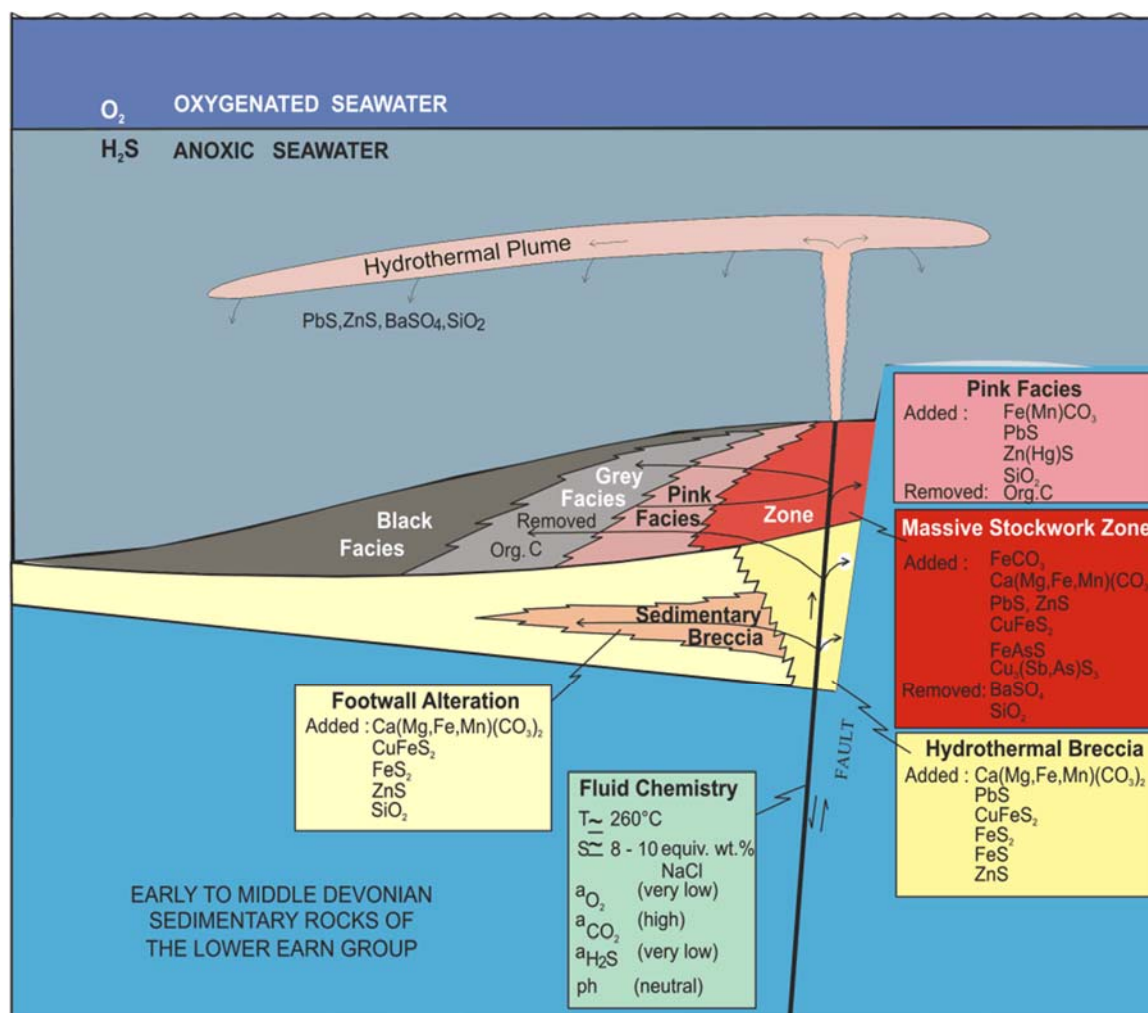 O₂ OXYGENATED SEAWATER
H₂S ANOXIC SEAWATER
Hydrothermal Plume
PbS,ZnS,BaSO₄,SiO₂
Pink Facies
Added : Fe(Mn)CO₃
PbS
Zn(Hg)S
SiO₂
Removed: Org.C
Grey
Facies
Pink
Facies
Zone
Black
Facies
Removed
Org. C
Massive Stockwork Zone
Added : FeCO₃
Ca(Mg,Fe,Mn)(CO₃
PbS, ZnS
CuFeS₂
FeAsS
Cu₃(Sb,As)S₃
Removed: BaSO₄
SiO₂
Sedimentary
Breccia
Footwall Alteration
Added : Ca(Mg,Fe,Mn)(CO₃)₂
CuFeS₂
FeS₂
ZnS
SiO₂
Hydrothermal Breccia
Added : Ca(Mg,Fe,Mn)(CO₃)₂
PbS
CuFeS₂
FeS₂
FeS
ZnS
FAULT
Fluid Chemistry
T ≃ 260°C
S ≃ 8 - 10 equiv. wt.%
NaCl
a O₂ (very low)
a CO₂ (high)
a H₂S (very low)
ph (neutral)
EARLY TO MIDDLE DEVONIAN
SEDIMENTARY ROCKS OF
THE LOWER EARN GROUP